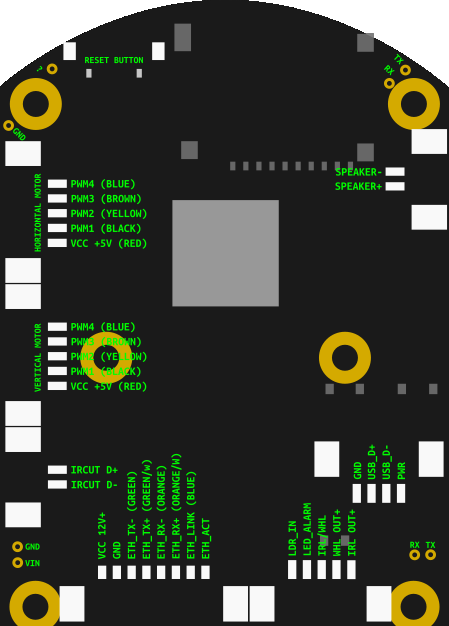 RESET BUTTON
?
TX
RX
GND
SPEAKER-
SPEAKER+
HORIZONTAL MOTOR
PWM4 (BLUE)
PWM3 (BROWN)
PWM2 (YELLOW)
PWM1 (BLACK)
VCC +5V (RED)
VERTICAL MOTOR
PWM4 (BLUE)
PWM3 (BROWN)
PWM2 (YELLOW)
PWM1 (BLACK)
VCC +5V (RED)
IRCUT D+
IRCUT D-
GND
USB_D+
USB_D-
PWR
VCC 12V+
GND
ETH_TX- (GREEN)
ETH_TX+ (GREEN/W)
ETH_RX- (ORANGE)
ETH_RX+ (ORANGE/W)
ETH_LINK (BLUE)
ETH_ACT
LDR_IN
LED_ALARM
WHL_OUT+
IRL_OUT+
GND
VIN
RX TX